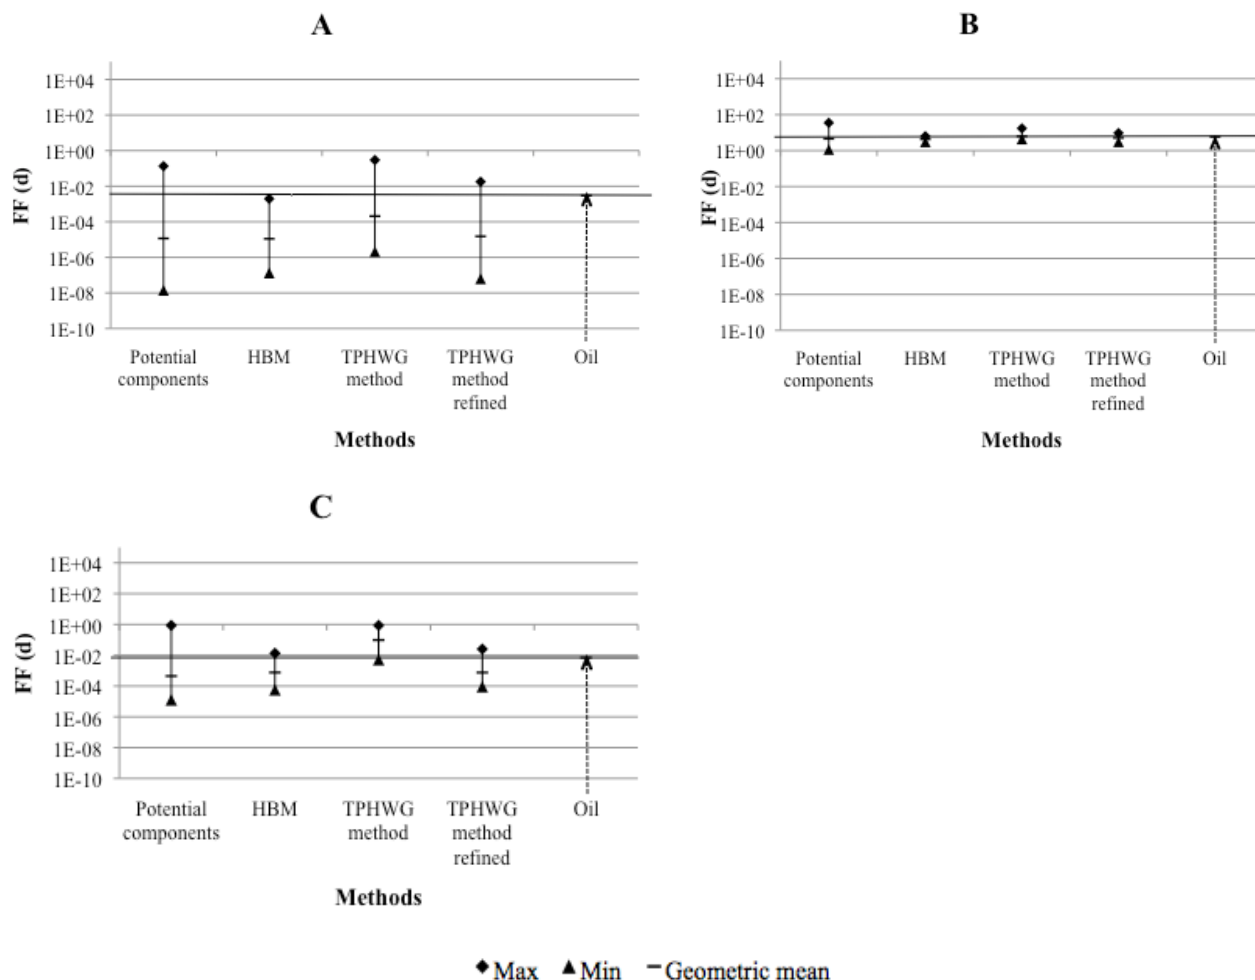 A
FF (d)
1E+04
1E+02
1E+00
1E-02
1E-04
1E-06
1E-08
1E-10
Potential components
HBM
TPHWG method
TPHWG method refined
Oil
Methods
B
FF (d)
1E+04
1E+02
1E+00
1E-02
1E-04
1E-06
1E-08
1E-10
Potential components
HBM
TPHWG method
TPHWG method refined
Oil
Methods
C
FF (d)
1E+04
1E+02
1E+00
1E-02
1E-04
1E-06
1E-08
1E-10
Potential components
HBM
TPHWG method
TPHWG method refined
Oil
Methods
Max Min Geometric mean